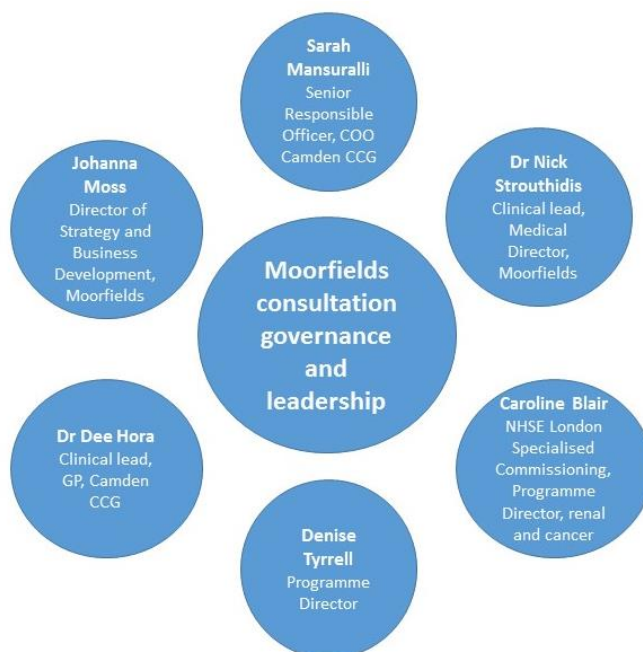 Sarah
Mansuralli
Senior
Responsible
Officer, COO
Camden CCG
Johanna
Moss
Director of
Strategy and
Business
Development,
Moorfields
Dr Nick
Strouthidis
Clinical lead,
Medical
Director,
Moorfields
Moorfields
consultation
governance
and
leadership
Dr Dee Hora
Clinical lead,
GP, Camden
CCG
Caroline Blair
NHSE London
Specialised
Commissioning,
Programme
Director, renal
and cancer
Denise
Tyrrell
Programme
Director